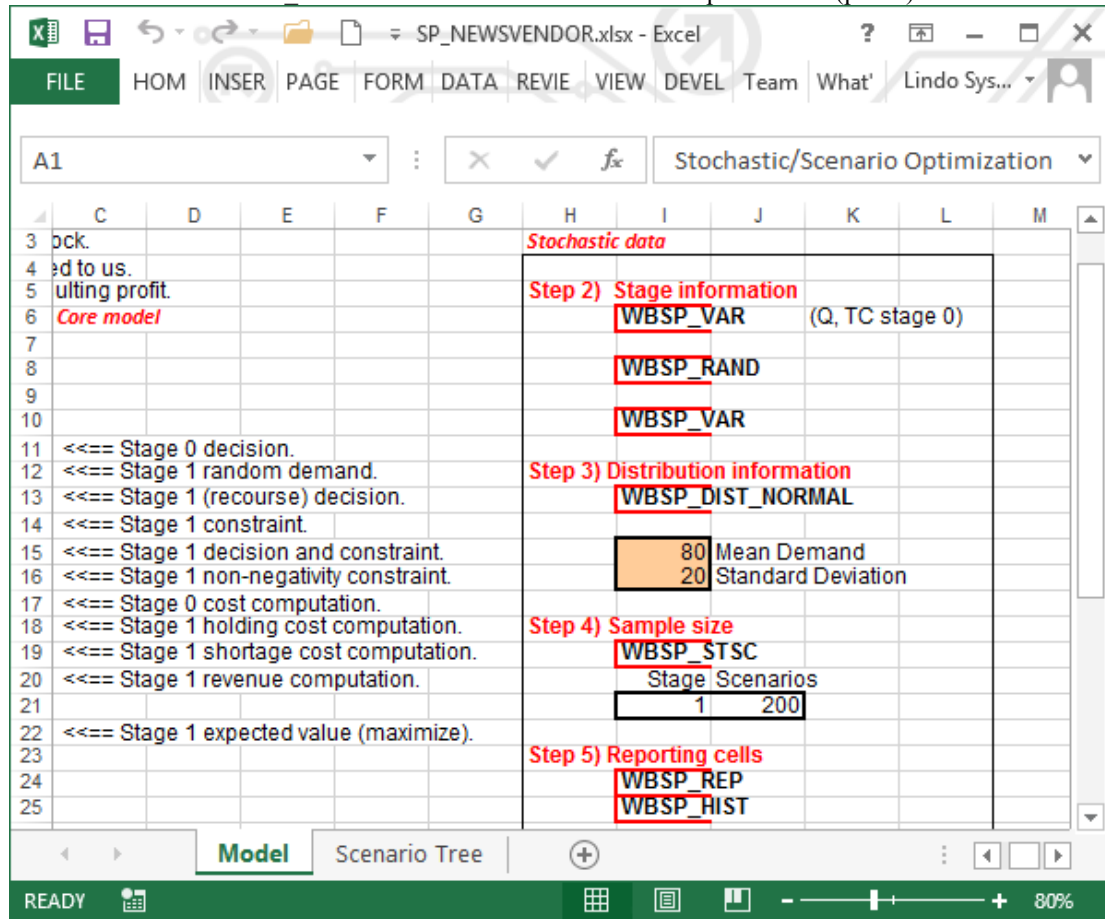 SP_NEWSVENDOR.xlsx - Excel
FILE HOM INSER PAGE FORM DATA REVIE VIEW DEVEL Team What' Lindo Sys...
A1 fx Stochastic/Scenario Optimization
C D E F G H I J K L M
3 ock. Stochastic data
4 ed to us.
5 ulting profit. Step 2) Stage information
6 Core model WBSP_VAR (Q, TC stage 0)
7
8 WBSP_RAND
9
10 WBSP_VAR
11 <<== Stage 0 decision.
12 <<== Stage 1 random demand. Step 3) Distribution information
13 <<== Stage 1 (recourse) decision. WBSP_DIST_NORMAL
14 <<== Stage 1 constraint.
15 <<== Stage 1 decision and constraint. 80 Mean Demand
16 <<== Stage 1 non-negativity constraint. 20 Standard Deviation
17 <<== Stage 0 cost computation.
18 <<== Stage 1 holding cost computation. Step 4) Sample size
19 <<== Stage 1 shortage cost computation. WBSP_STSC
20 <<== Stage 1 revenue computation. Stage Scenarios
21 1 200
22 <<== Stage 1 expected value (maximize).
23 Step 5) Reporting cells
24 WBSP_REP
25 WBSP_HIST
Model Scenario Tree
READY 80%